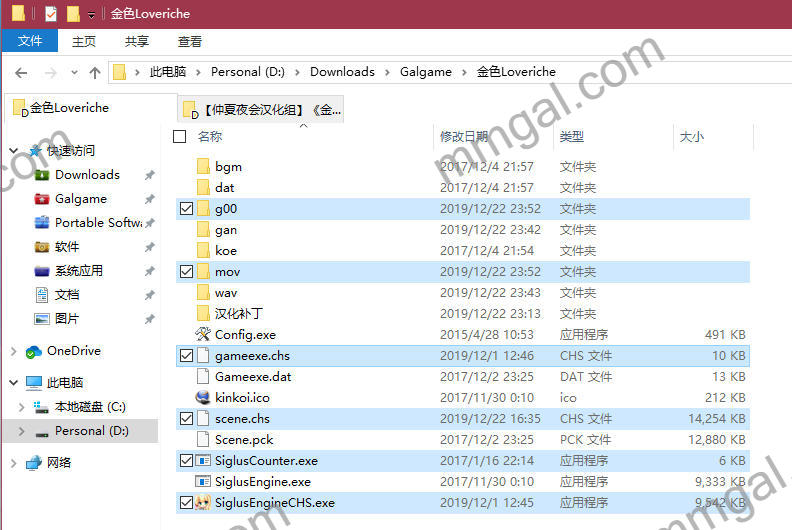 金色Loveriche
文件 主页 共享 查看
此电脑 Personal (D:) Downloads Galgame 金色Loveriche
金色Loveriche 【仲夏夜会汉化组】《金...
名称 修改日期 类型 大小
快速访问
Downloads
Galgame
Portable Softwa
软件
系统应用
文档
图片
OneDrive
此电脑
本地磁盘 (C:)
Personal (D:)
网络
bgm 2017/12/4 21:57 文件夹
dat 2017/12/4 21:57 文件夹
g00 2019/12/22 23:52 文件夹
gan 2019/12/22 23:42 文件夹
koe 2017/12/4 21:54 文件夹
mov 2019/12/22 23:52 文件夹
wav 2019/12/22 23:43 文件夹
汉化补丁 2019/12/22 23:13 文件夹
Config.exe 2015/4/28 10:53 应用程序 491 KB
gameexe.chs 2019/12/1 12:46 CHS 文件 10 KB
Gameexe.dat 2017/12/2 23:25 DAT 文件 13 KB
kinkoi.ico 2017/11/30 0:10 ico 212 KB
scene.chs 2019/12/22 16:35 CHS 文件 14,254 KB
Scene.pck 2017/12/2 23:25 PCK 文件 12,880 KB
SiglusCounter.exe 2017/1/16 22:14 应用程序 6 KB
SiglusEngine.exe 2017/11/30 0:10 应用程序 9,333 KB
SiglusEngineCHS.exe 2019/12/1 12:45 应用程序 9,542 KB
mmgal.com
com
mmgal.com